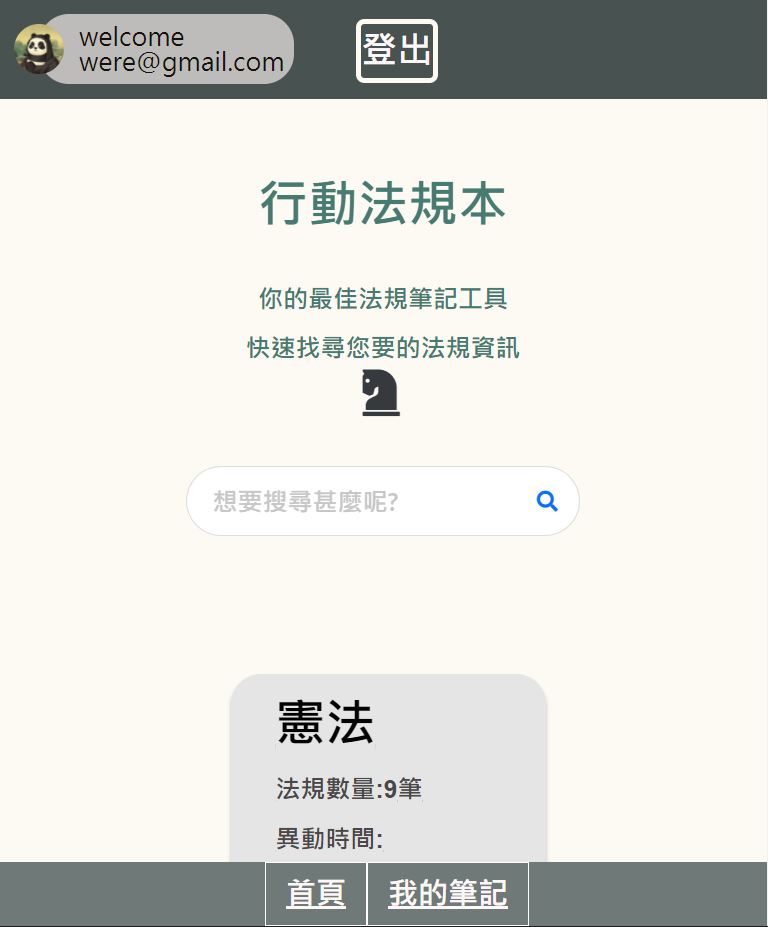 welcome
were@gmail.com
登出
行動法規本
你的最佳法規筆記工具
快速找尋您要的法規資訊
想要搜尋甚麼呢?
憲法
法規數量:9筆
異動時間:
首頁
我的筆記